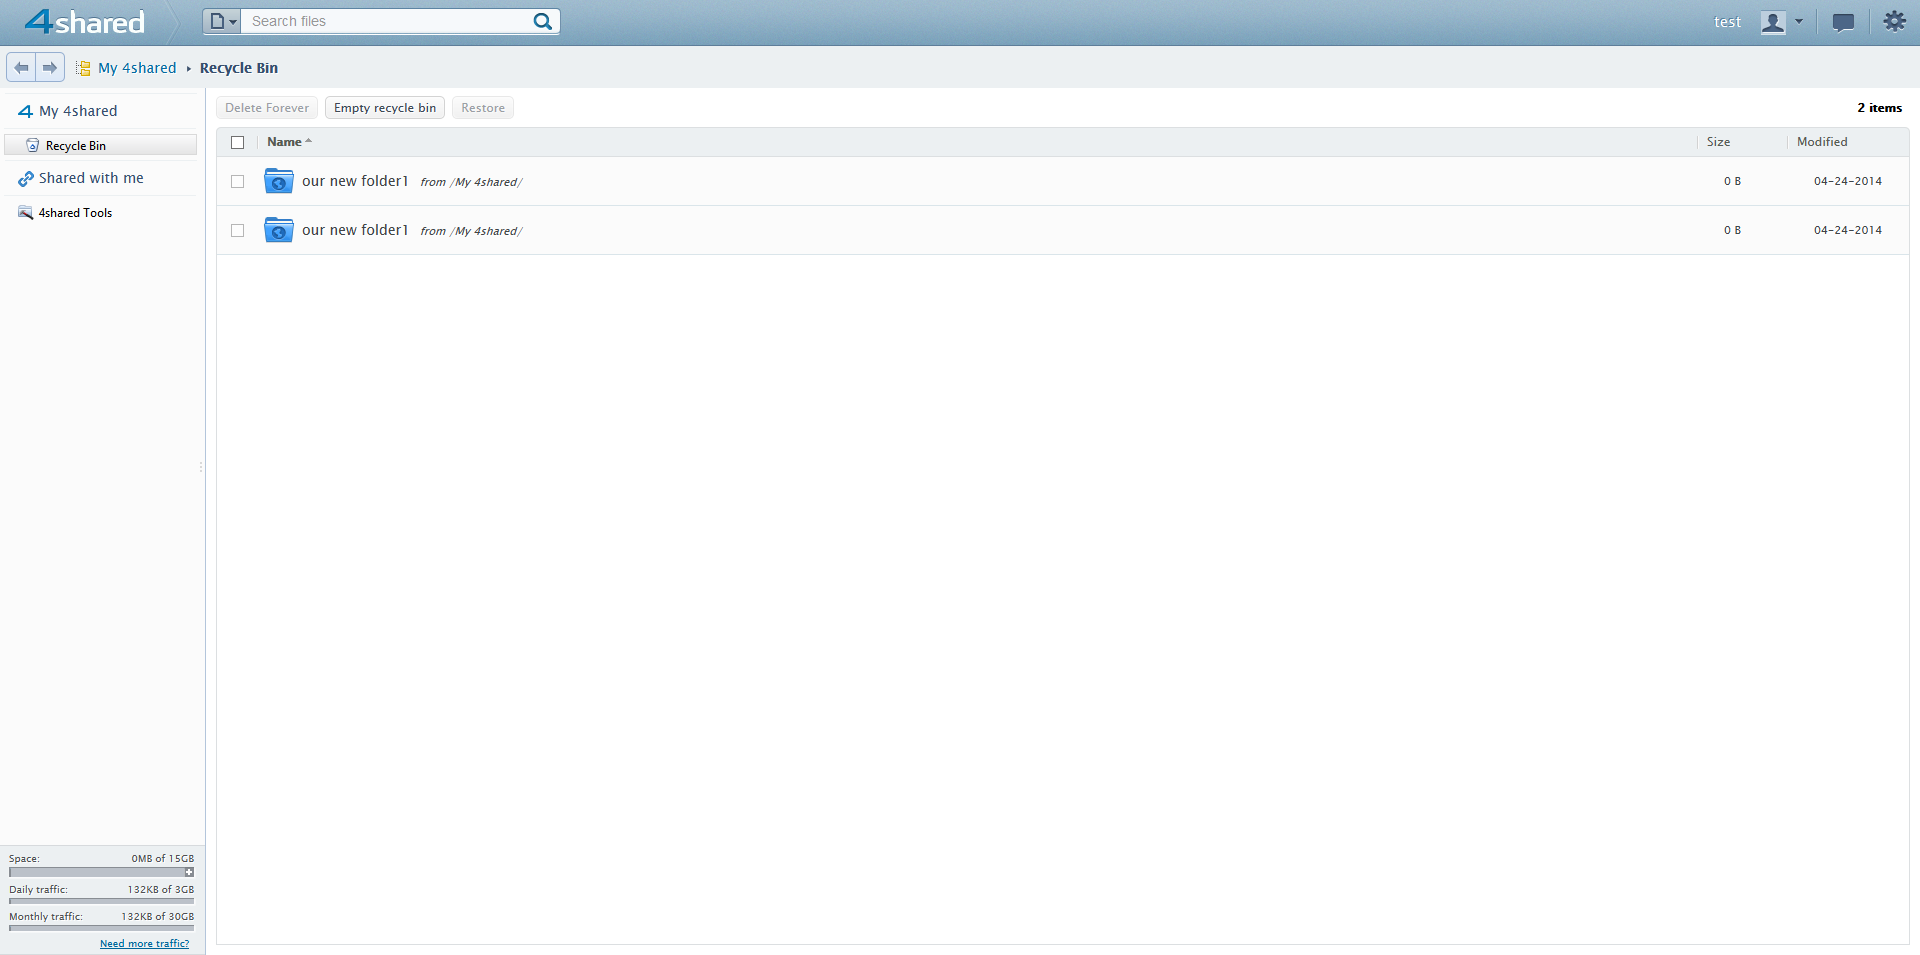 4shared
Search files
test
My 4shared
Recycle Bin
My 4shared
Recycle Bin
Shared with me
4shared Tools
Delete Forever
Empty recycle bin
Restore
2 items
Name
Size
Modified
our new folder1 from /My 4shared/ 0 B 04-24-2014
our new folder1 from /My 4shared/ 0 B 04-24-2014
Space: 0MB of 15GB
Daily traffic: 132KB of 3GB
Monthly traffic: 132KB of 30GB
Need more traffic?